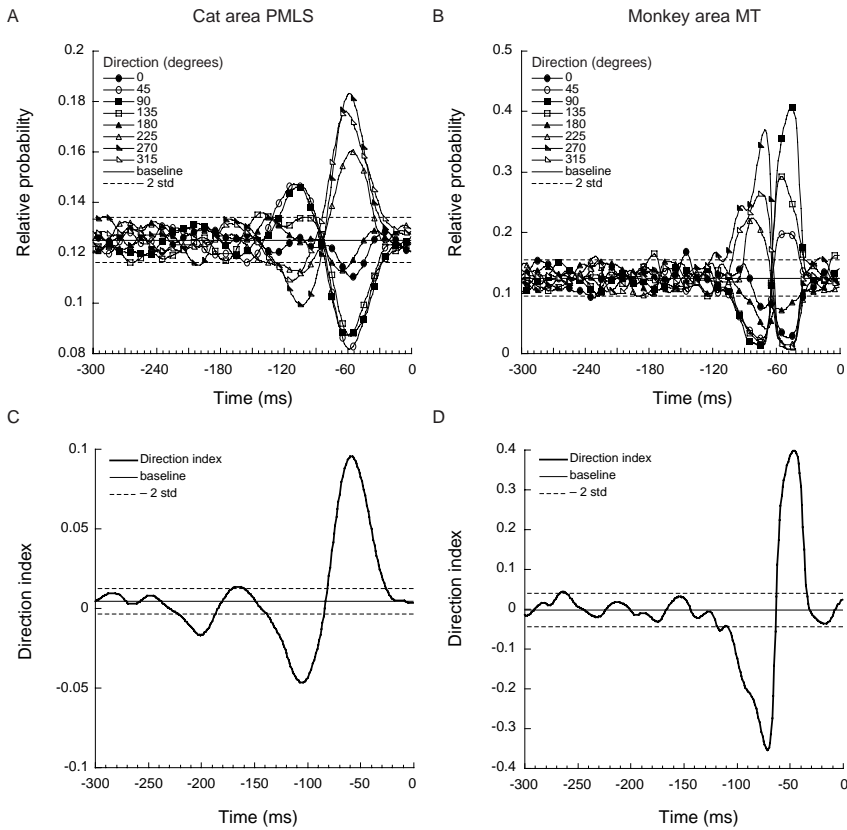 A
Cat area PMLS
Relative probability
0.2
0.18
0.16
0.14
0.12
0.1
0.08
Direction (degrees)
0
45
90
135
180
225
270
315
baseline
– 2 std
-300
-240
-180
-120
-60
0
Time (ms)
B
Monkey area MT
Relative probability
0.5
0.4
0.3
0.2
0.1
0
Direction (degrees)
0
45
90
135
180
225
270
315
baseline
– 2 std
-300
-250
-200
-150
-100
-50
0
Time (ms)
C
Direction index
0.1
0.05
0
-0.05
-0.1
Direction index
baseline
– 2 std
-300
-250
-200
-150
-100
-50
0
Time (ms)
D
Direction index
0.4
0.3
0.2
0.1
0
-0.1
-0.2
-0.3
-0.4
Direction index
baseline
– 2 std
-300
-250
-200
-150
-100
-50
0
Time (ms)